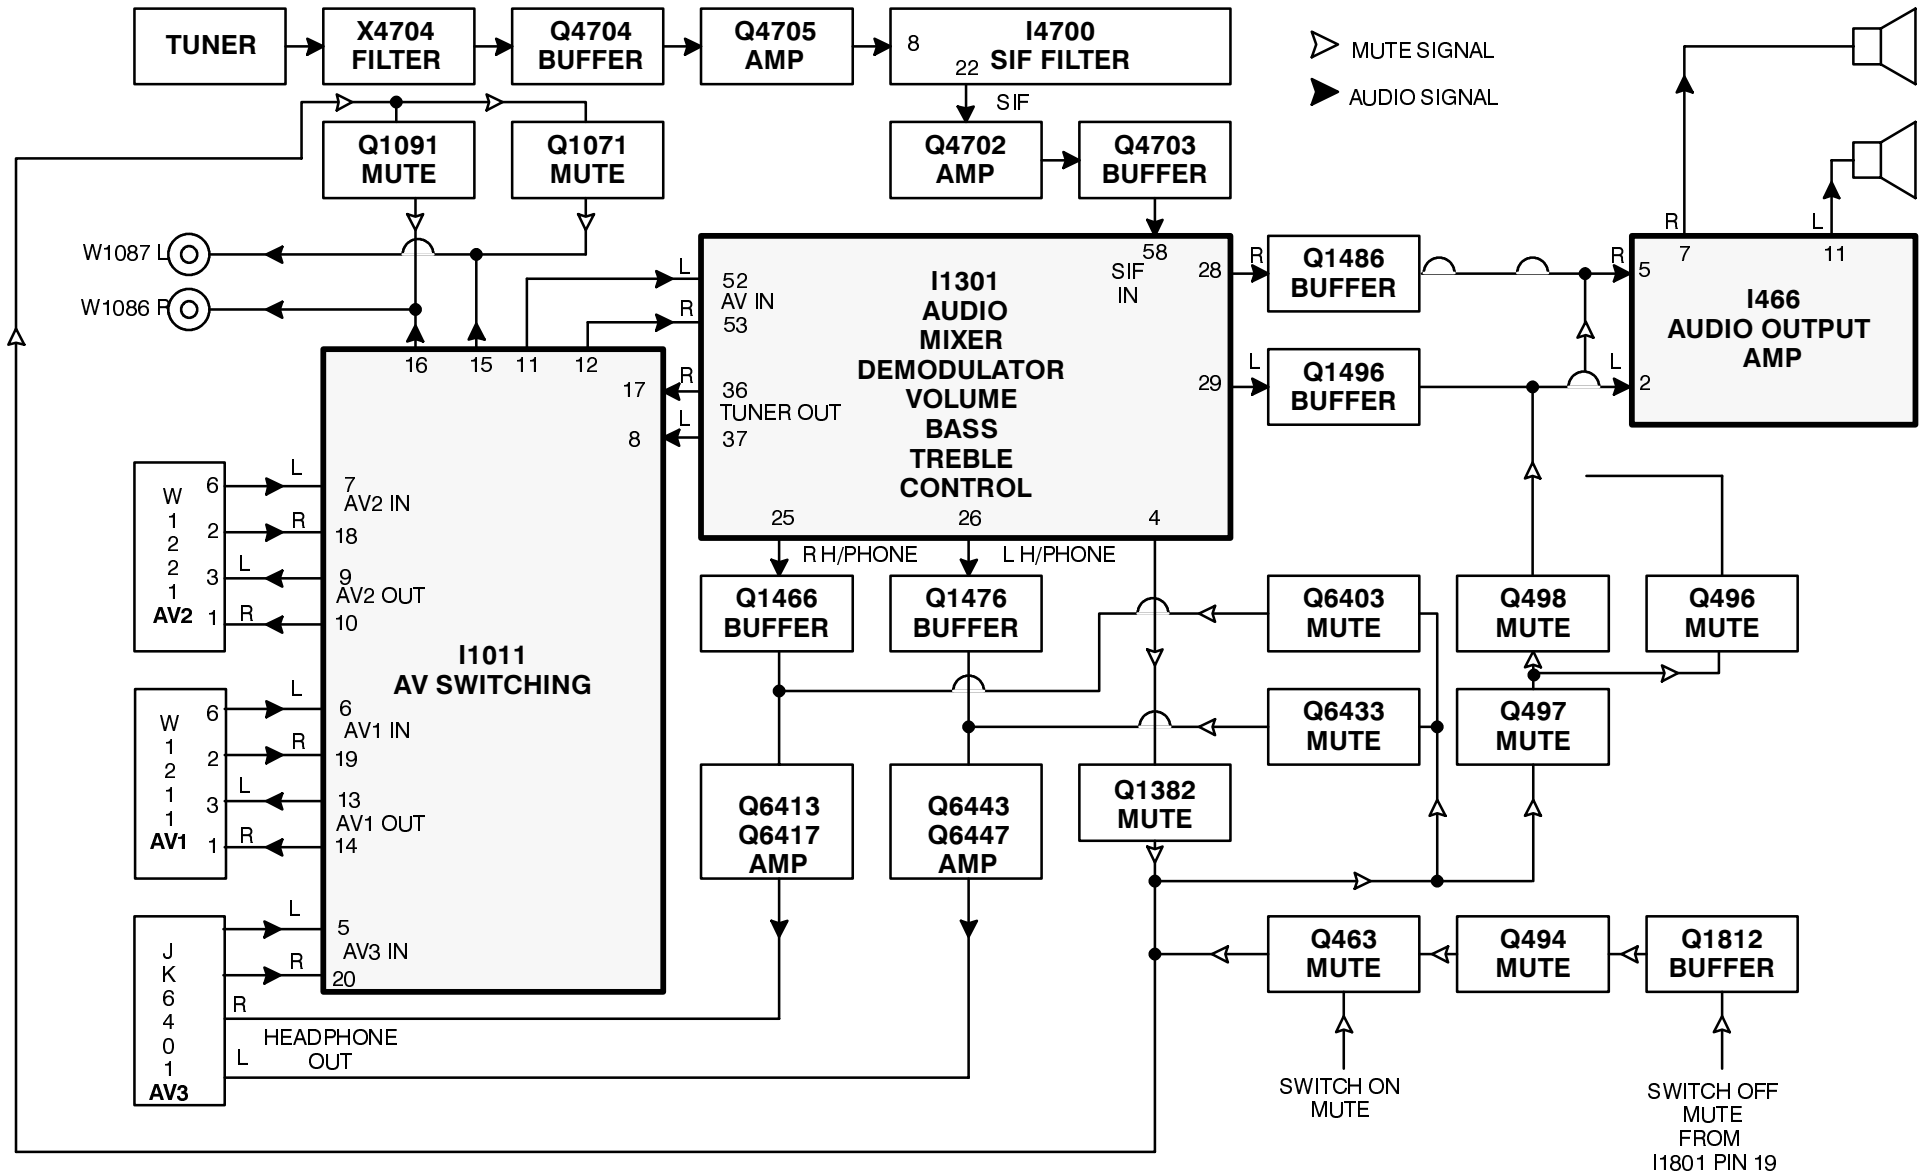 TUNER
X4704
FILTER
Q4704
BUFFER
Q4705
AMP
8
I4700
SIF FILTER
22
MUTE SIGNAL
AUDIO SIGNAL
SIF
Q1091
MUTE
Q1071
MUTE
Q4702
AMP
Q4703
BUFFER
W1087 L
W1086 R
16
15
11
12
L
R
52
AV IN
53
58
SIF
IN
28
29
I1301
AUDIO
MIXER
DEMODULATOR
VOLUME
BASS
TREBLE
CONTROL
R
Q1486
BUFFER
L
Q1496
BUFFER
R
5
L
2
R
7
L
11
I466
AUDIO OUTPUT
AMP
17
R
36
TUNER OUT
8
L
37
25
26
4
R H/PHONE
L H/PHONE
W
1
2
2
1
AV2
6
L
7
AV2 IN
2
R
18
3
L
9
AV2 OUT
1
R
10
I1011
AV SWITCHING
W
1
2
1
1
AV1
6
L
6
AV1 IN
2
R
19
3
L
13
AV1 OUT
1
R
14
Q1466
BUFFER
Q1476
BUFFER
Q6403
MUTE
Q498
MUTE
Q496
MUTE
Q6433
MUTE
Q497
MUTE
Q6413
Q6417
AMP
Q6443
Q6447
AMP
Q1382
MUTE
J
K
6
4
0
1
AV3
L
5
AV3 IN
R
20
R
HEADPHONE
OUT
L
Q463
MUTE
Q494
MUTE
Q1812
BUFFER
SWITCH ON
MUTE
SWITCH OFF
MUTE
FROM
I1801 PIN 19